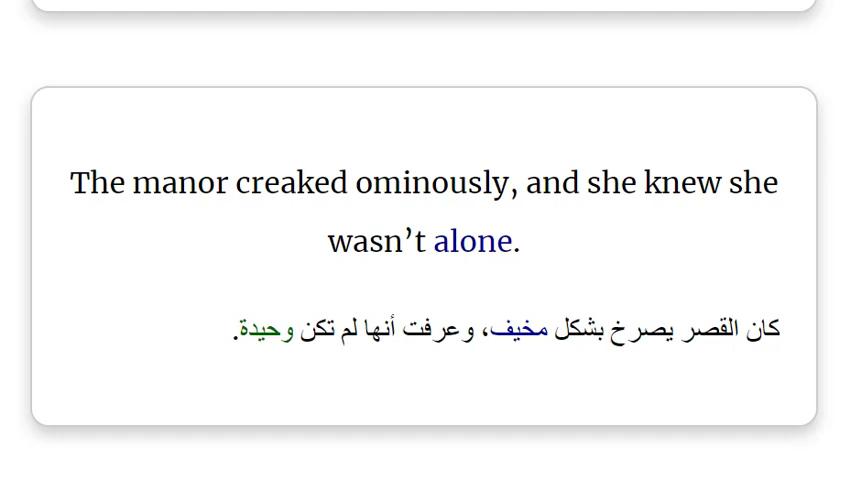 The manor creaked ominously, and she knew she
wasn’t alone.
كان القصر يصرخ بشكل مخيف، وعرفت أنها لم تكن وحيدة.